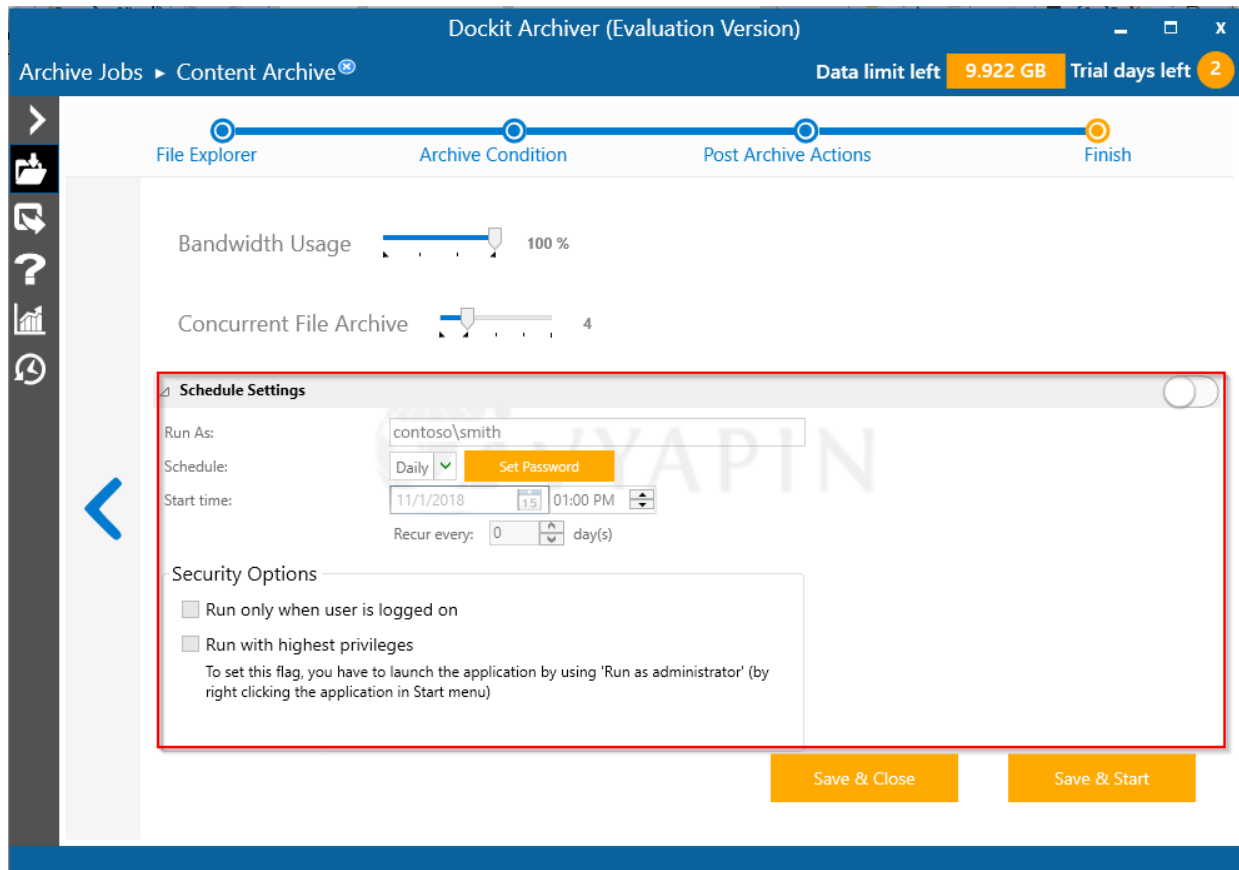 Dockit Archiver (Evaluation Version)
Archive Jobs ▸ Content Archive
Data limit left 9.922 GB Trial days left 2
File Explorer Archive Condition Post Archive Actions Finish
Bandwidth Usage 100 %
Concurrent File Archive 4
Schedule Settings
Run As: contoso\smith
Schedule: Daily Set Password
Start time: 11/1/2018 15 01:00 PM
Recur every: 0 day(s)
Security Options
Run only when user is logged on
Run with highest privileges
To set this flag, you have to launch the application by using 'Run as administrator' (by
right clicking the application in Start menu)
VYAPIN
Save & Close Save & Start